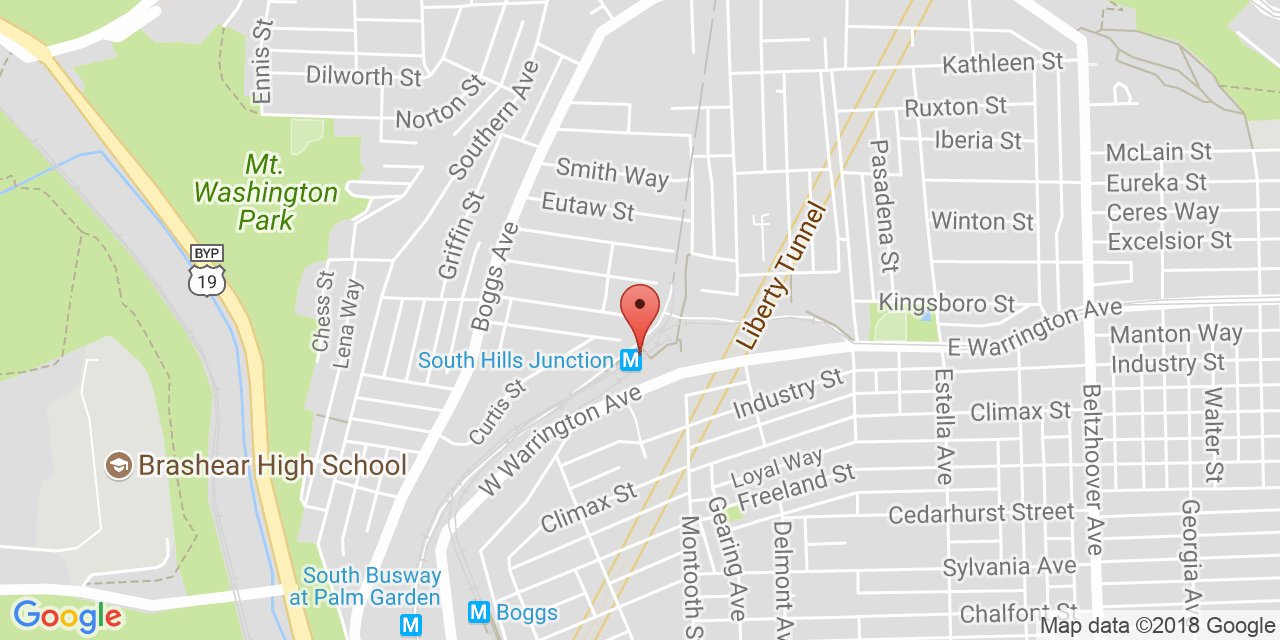 Ennis St
Dilworth St
Norton St
Southern Ave
Kathleen St
Ruxton St
Iberia St
Pasadena St
McLain St
Eureka St
Ceres Way
Excelsior St
Winton St
Smith Way
Eutaw St
Mt.
Washington
Park
Griffin St
Boggs Ave
Liberty Tunnel
BYP
19
Chess St
Lena Way
Kingsboro St
E Warrington Ave
Manton Way
Industry St
South Hills Junction
M
Curtis St
W Warrington Ave
Industry St
Estella Ave
Climax St
Beltzhoover Ave
Walter St
Brashear High School
Loyal Way
Freeland St
Climax St
Gearing Ave
Montooth S
Delmont Av
Cedarhurst Street
Georgia Av
Sylvania Ave
South Busway
at Palm Garden
M
M
Boggs
Chalfont St
Google
Map data ©2018 Google